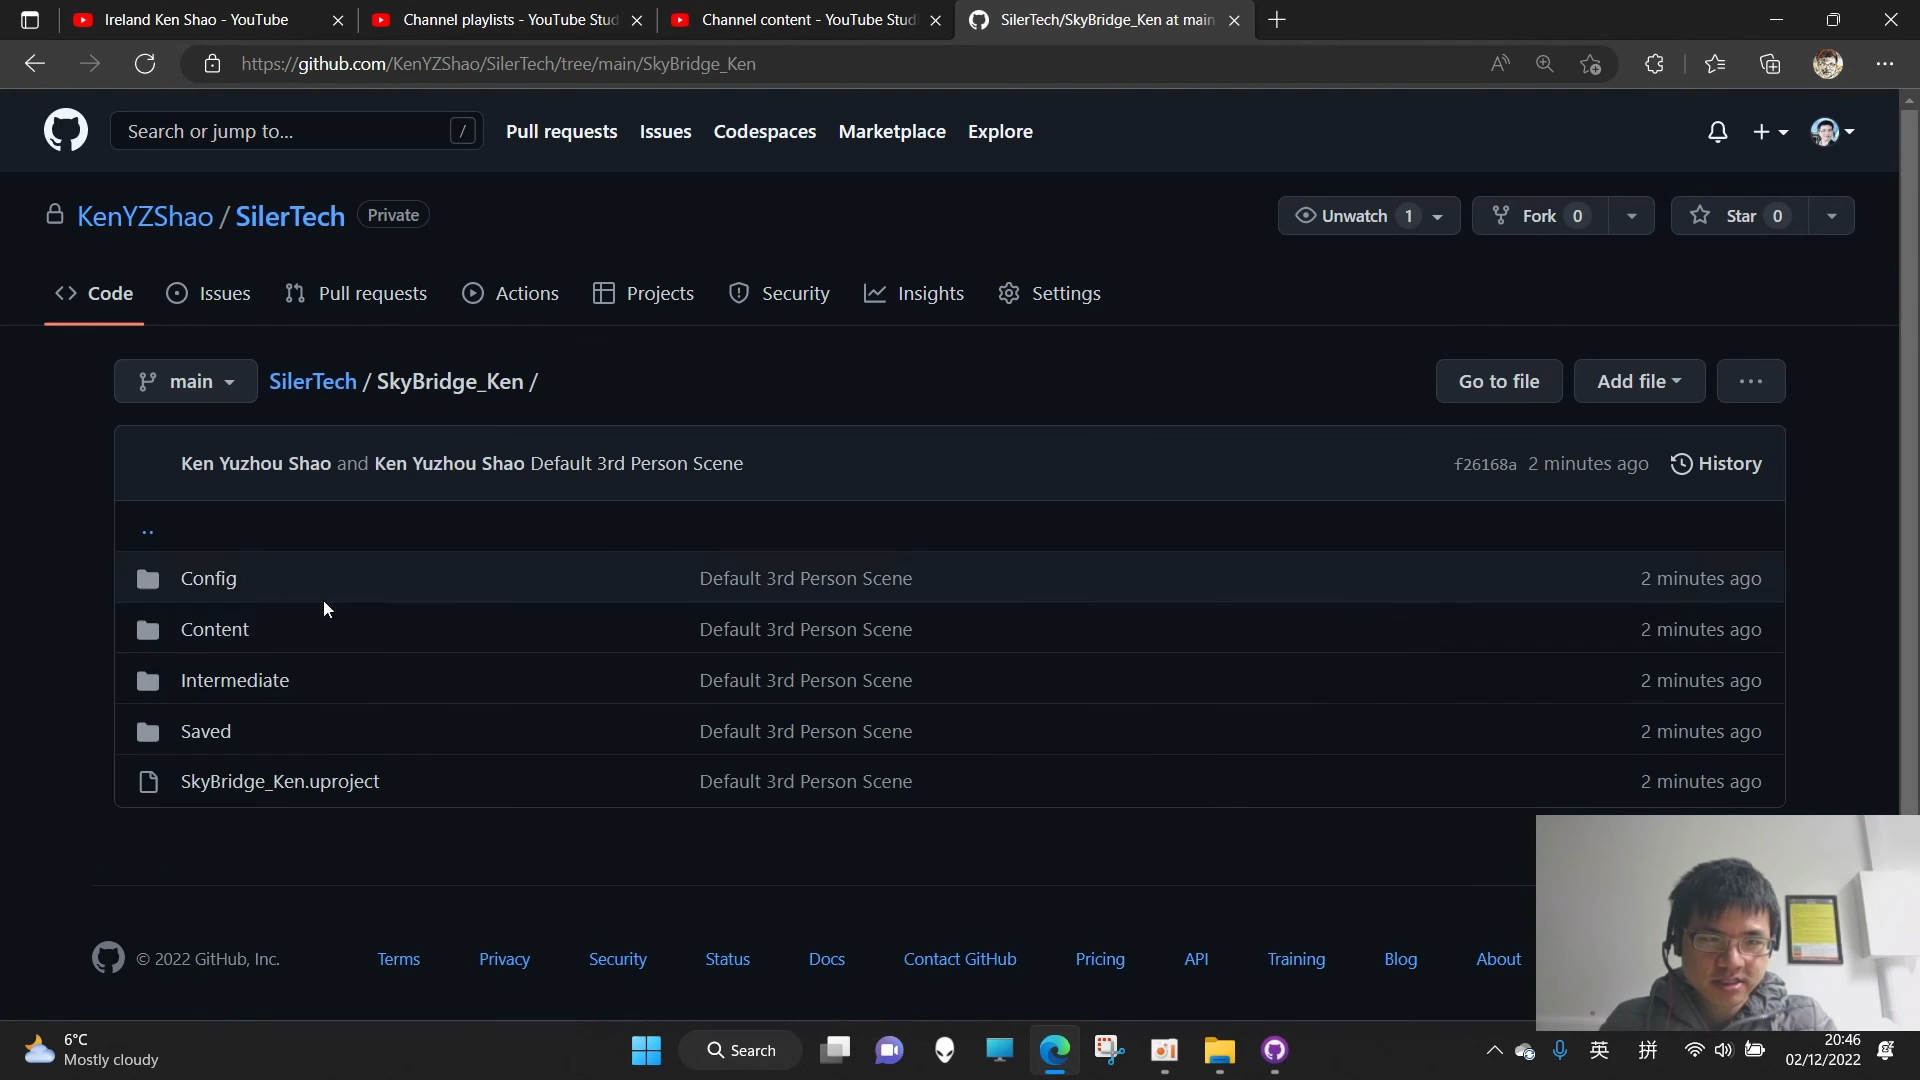 Ireland Ken Shao - YouTube
Channel playlists - YouTube Stud
Channel content - YouTube Studi
SilerTech/SkyBridge_Ken at main
https://github.com/KenYZShao/SilerTech/tree/main/SkyBridge_Ken
Search or jump to...
/
Pull requests
Issues
Codespaces
Marketplace
Explore
KenYZShao / SilerTech
Private
Unwatch 1
Fork 0
Star 0
Code
Issues
Pull requests
Actions
Projects
Security
Insights
Settings
main
SilerTech / SkyBridge_Ken /
Go to file
Add file
Ken Yuzhou Shao and Ken Yuzhou Shao Default 3rd Person Scene
f26168a 2 minutes ago
History
..
Config Default 3rd Person Scene 2 minutes ago
Content Default 3rd Person Scene 2 minutes ago
Intermediate Default 3rd Person Scene 2 minutes ago
Saved Default 3rd Person Scene 2 minutes ago
SkyBridge_Ken.uproject Default 3rd Person Scene 2 minutes ago
© 2022 GitHub, Inc.
Terms
Privacy
Security
Status
Docs
Contact GitHub
Pricing
API
Training
Blog
About
6°C
Mostly cloudy
Search
英
拼
20:46
02/12/2022